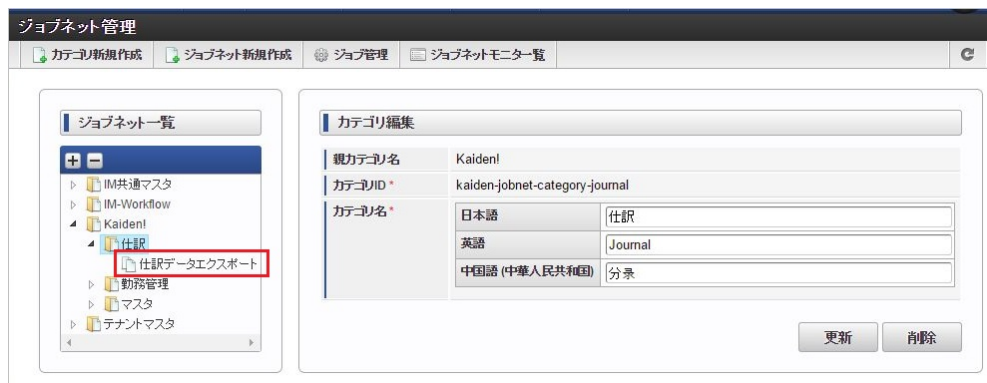 ジョブネット管理
カテゴリ新規作成 ジョブネット新規作成 ジョブ管理 ジョブネットモニタ一覧
ジョブネット一覧
IM共通マスタ
IM-Workflow
Kaiden!
仕訳
仕訳データエクスポート
勤務管理
マスタ
テナントマスタ
カテゴリ編集
親カテゴリ名 Kaiden!
カテゴリID * kaiden-jobnet-category-journal
カテゴリ名 * 日本語 仕訳
英語 Journal
中国語 (中華人民共和国) 分录
更新 削除